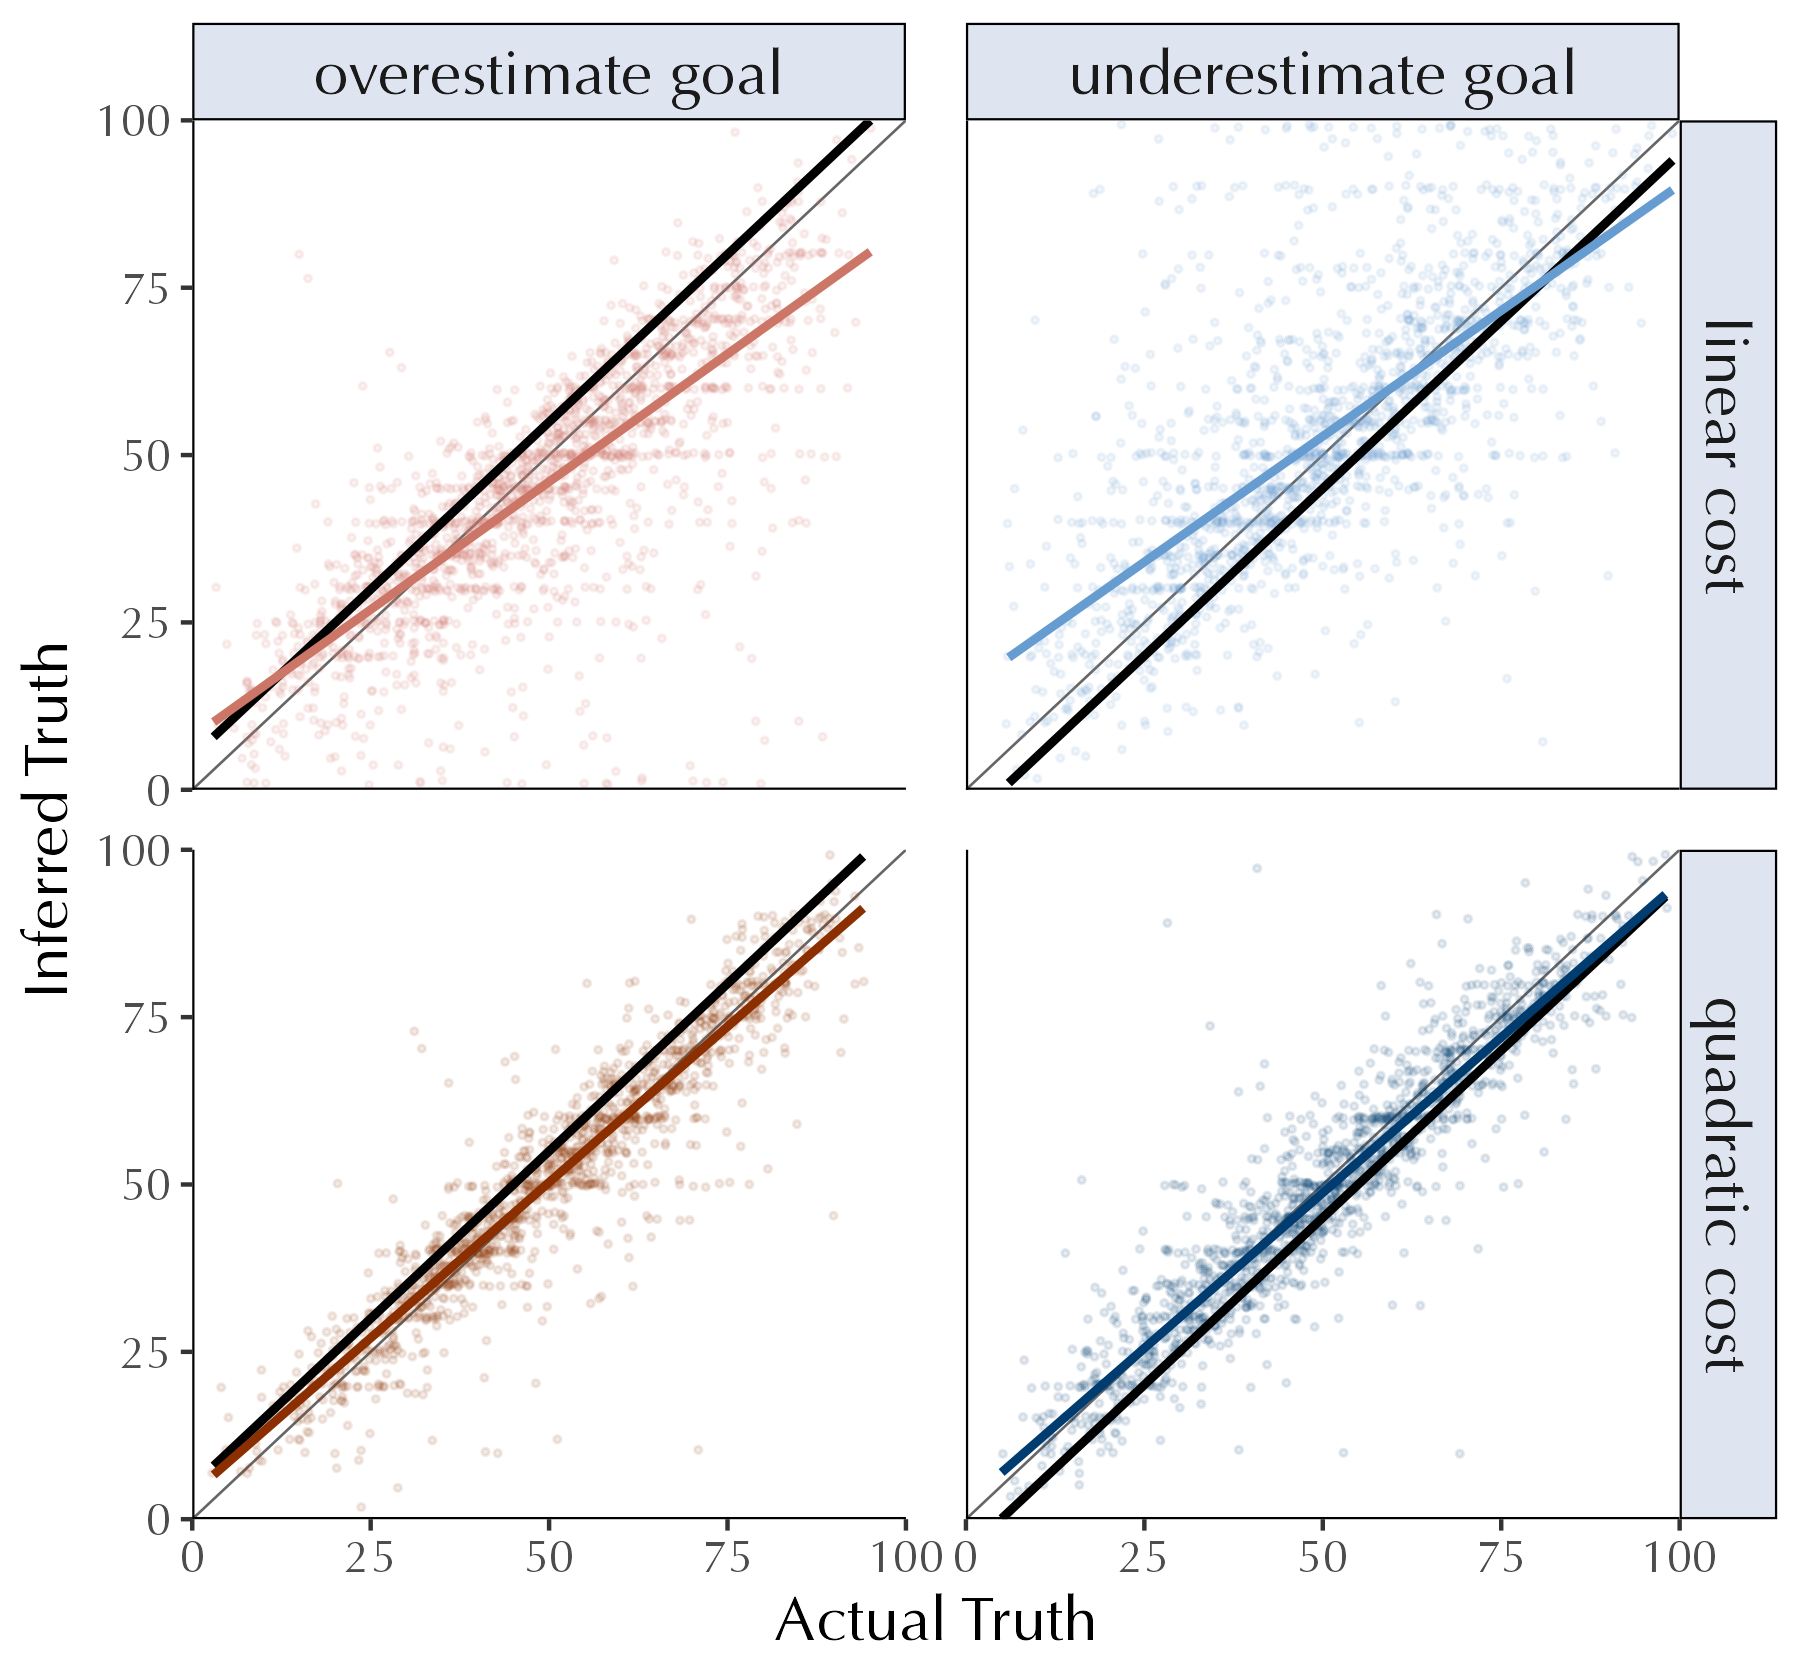 overestimate goal
underestimate goal
100
75
50
25
0
linear cost
Inferred Truth
100
75
50
25
0
quadratic cost
0 25 50 75 100
0 25 50 75 100
Actual Truth